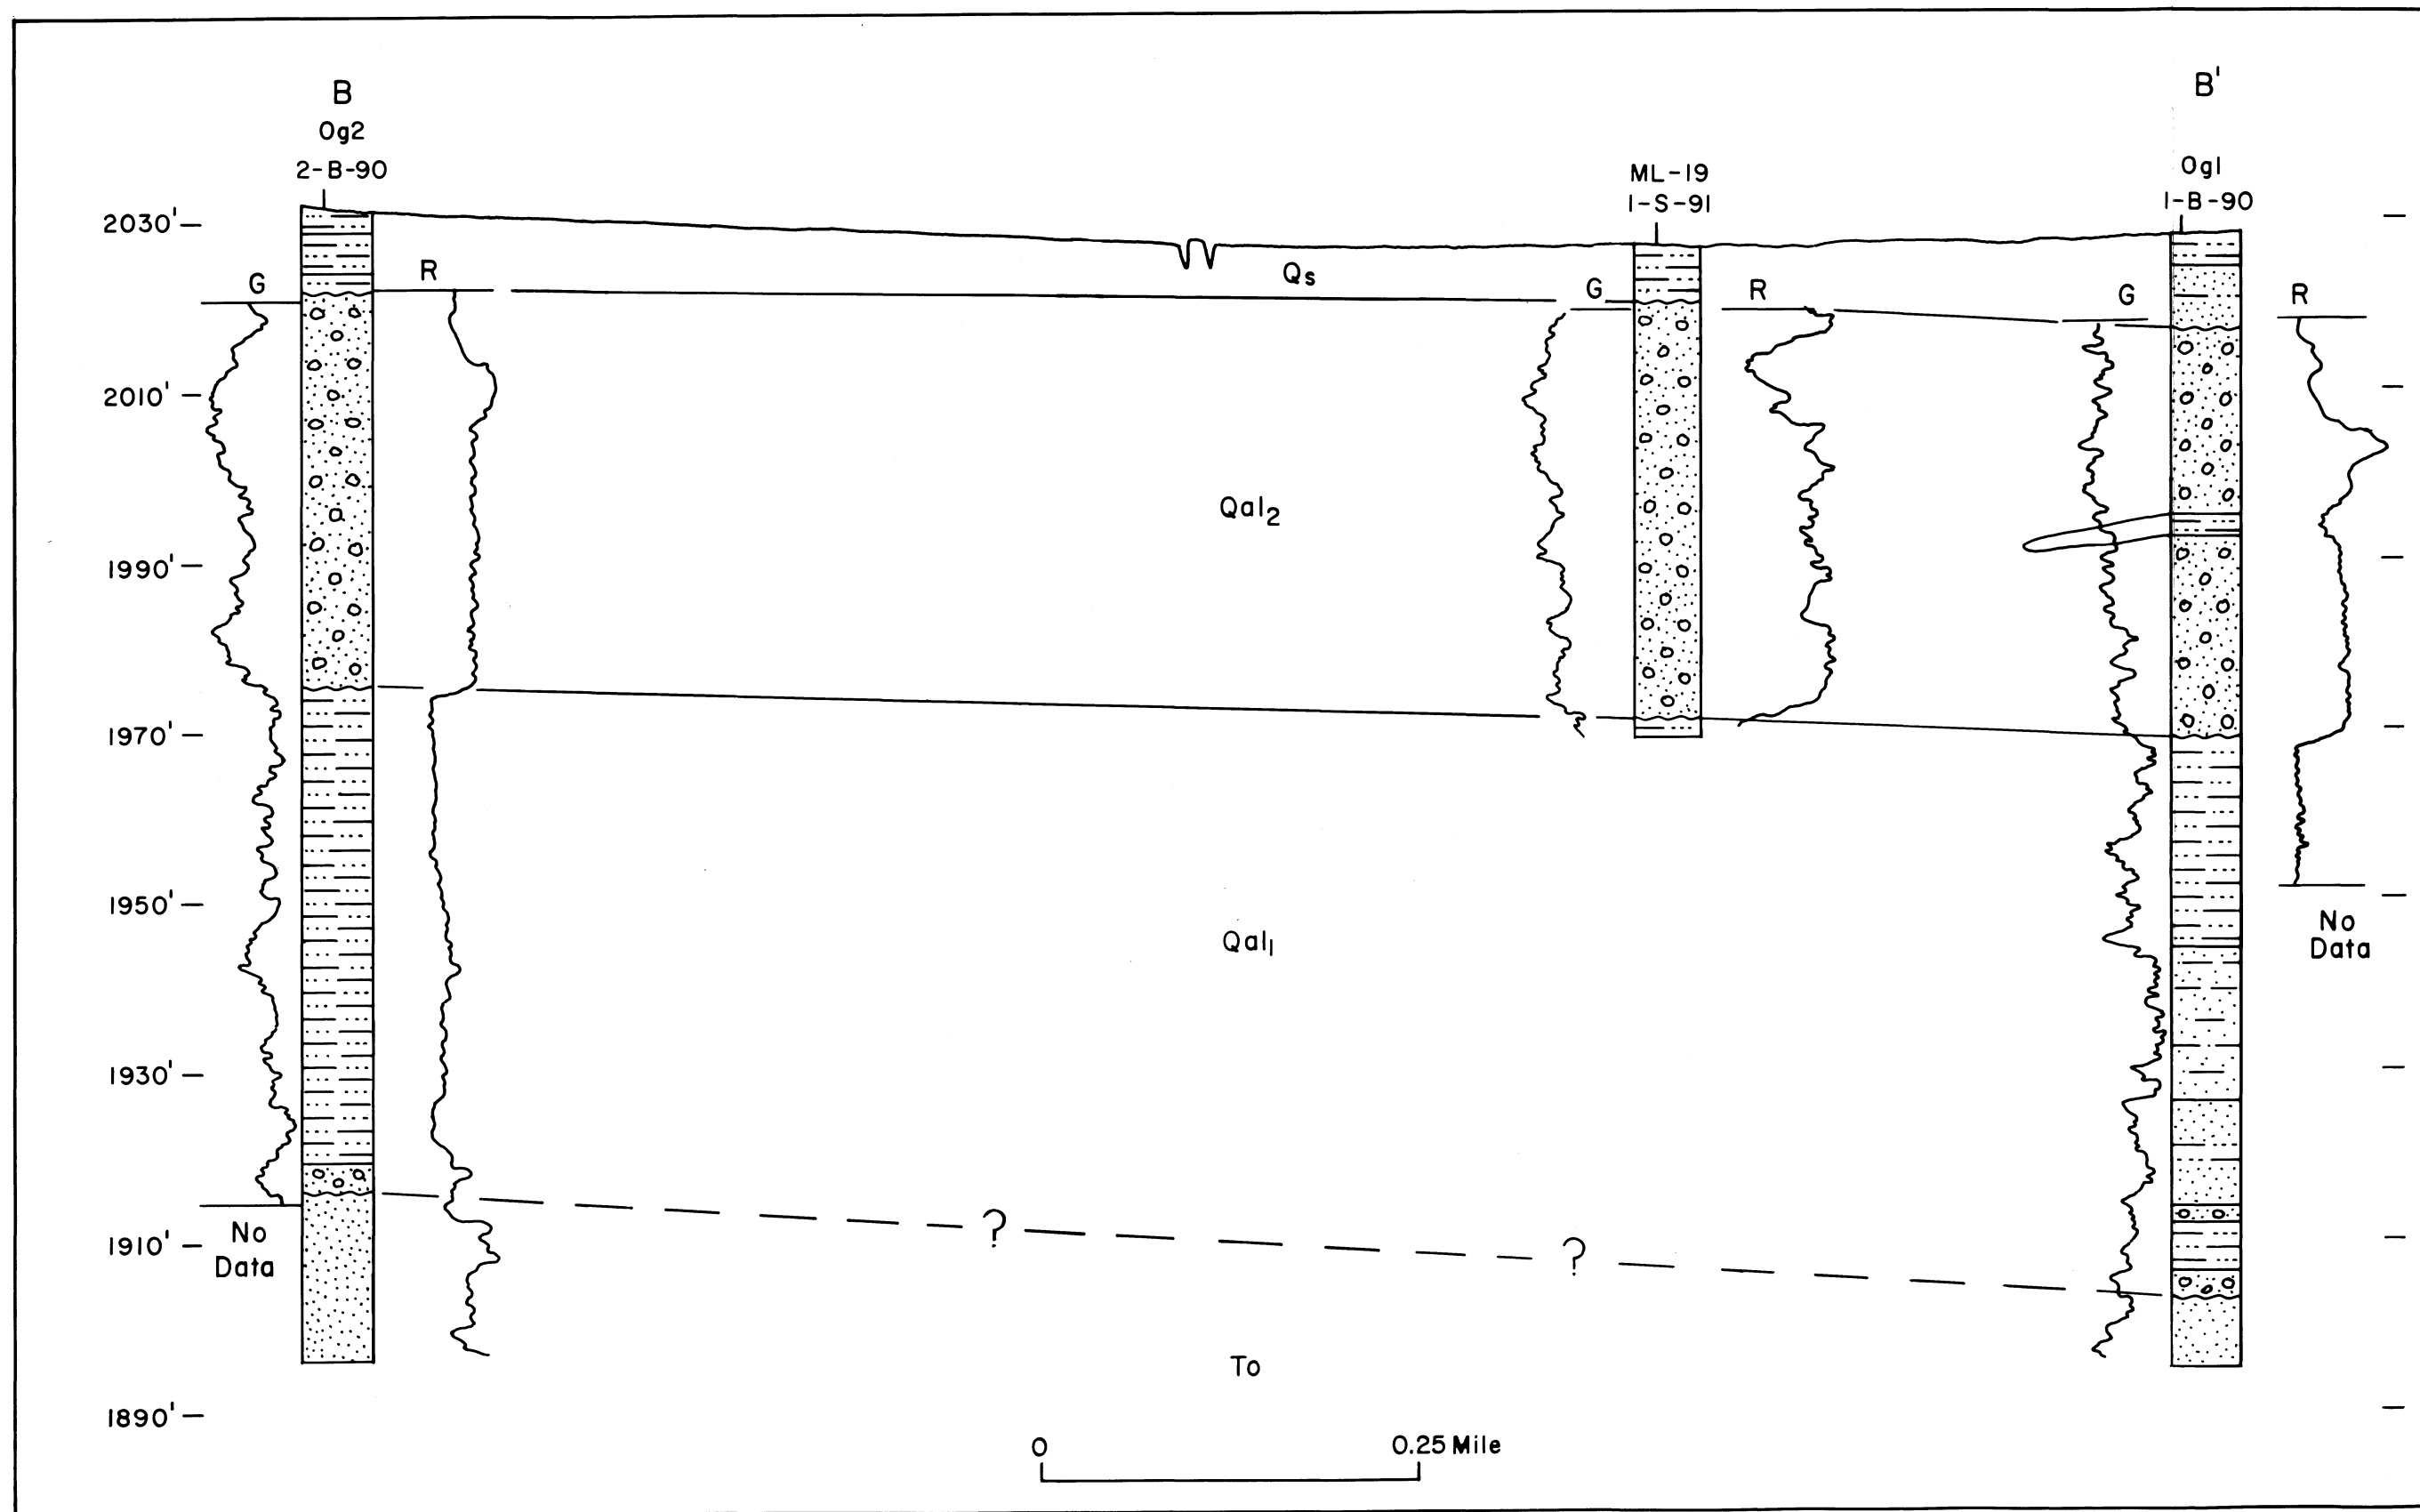 B
Og2
2-B-90
B'
Og1
1-B-90
ML-19
1-S-91
2030'
2010'
1990'
1970'
1950'
1930'
1910'
1890'
G
R
Qs
G
R
G
R
Qal2
Qal1
No
Data
No
Data
?
?
To
0
0.25 Mile